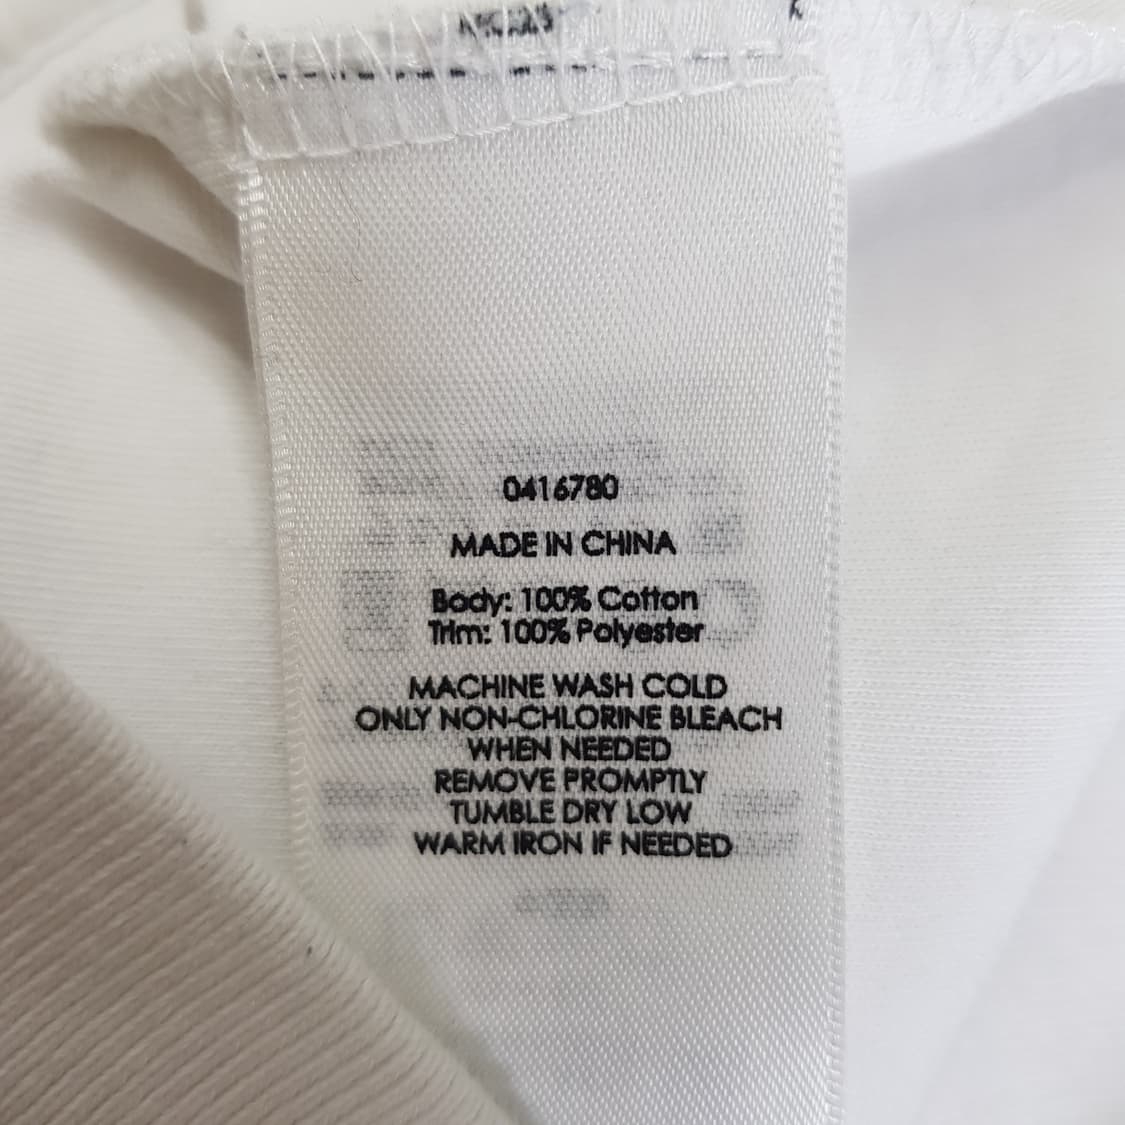 0416780
MADE IN CHINA
Body: 100% Cotton
Trim: 100% Polyester
MACHINE WASH COLD
ONLY NON-CHLORINE BLEACH
WHEN NEEDED
REMOVE PROMPTLY
TUMBLE DRY LOW
WARM IRON IF NEEDED